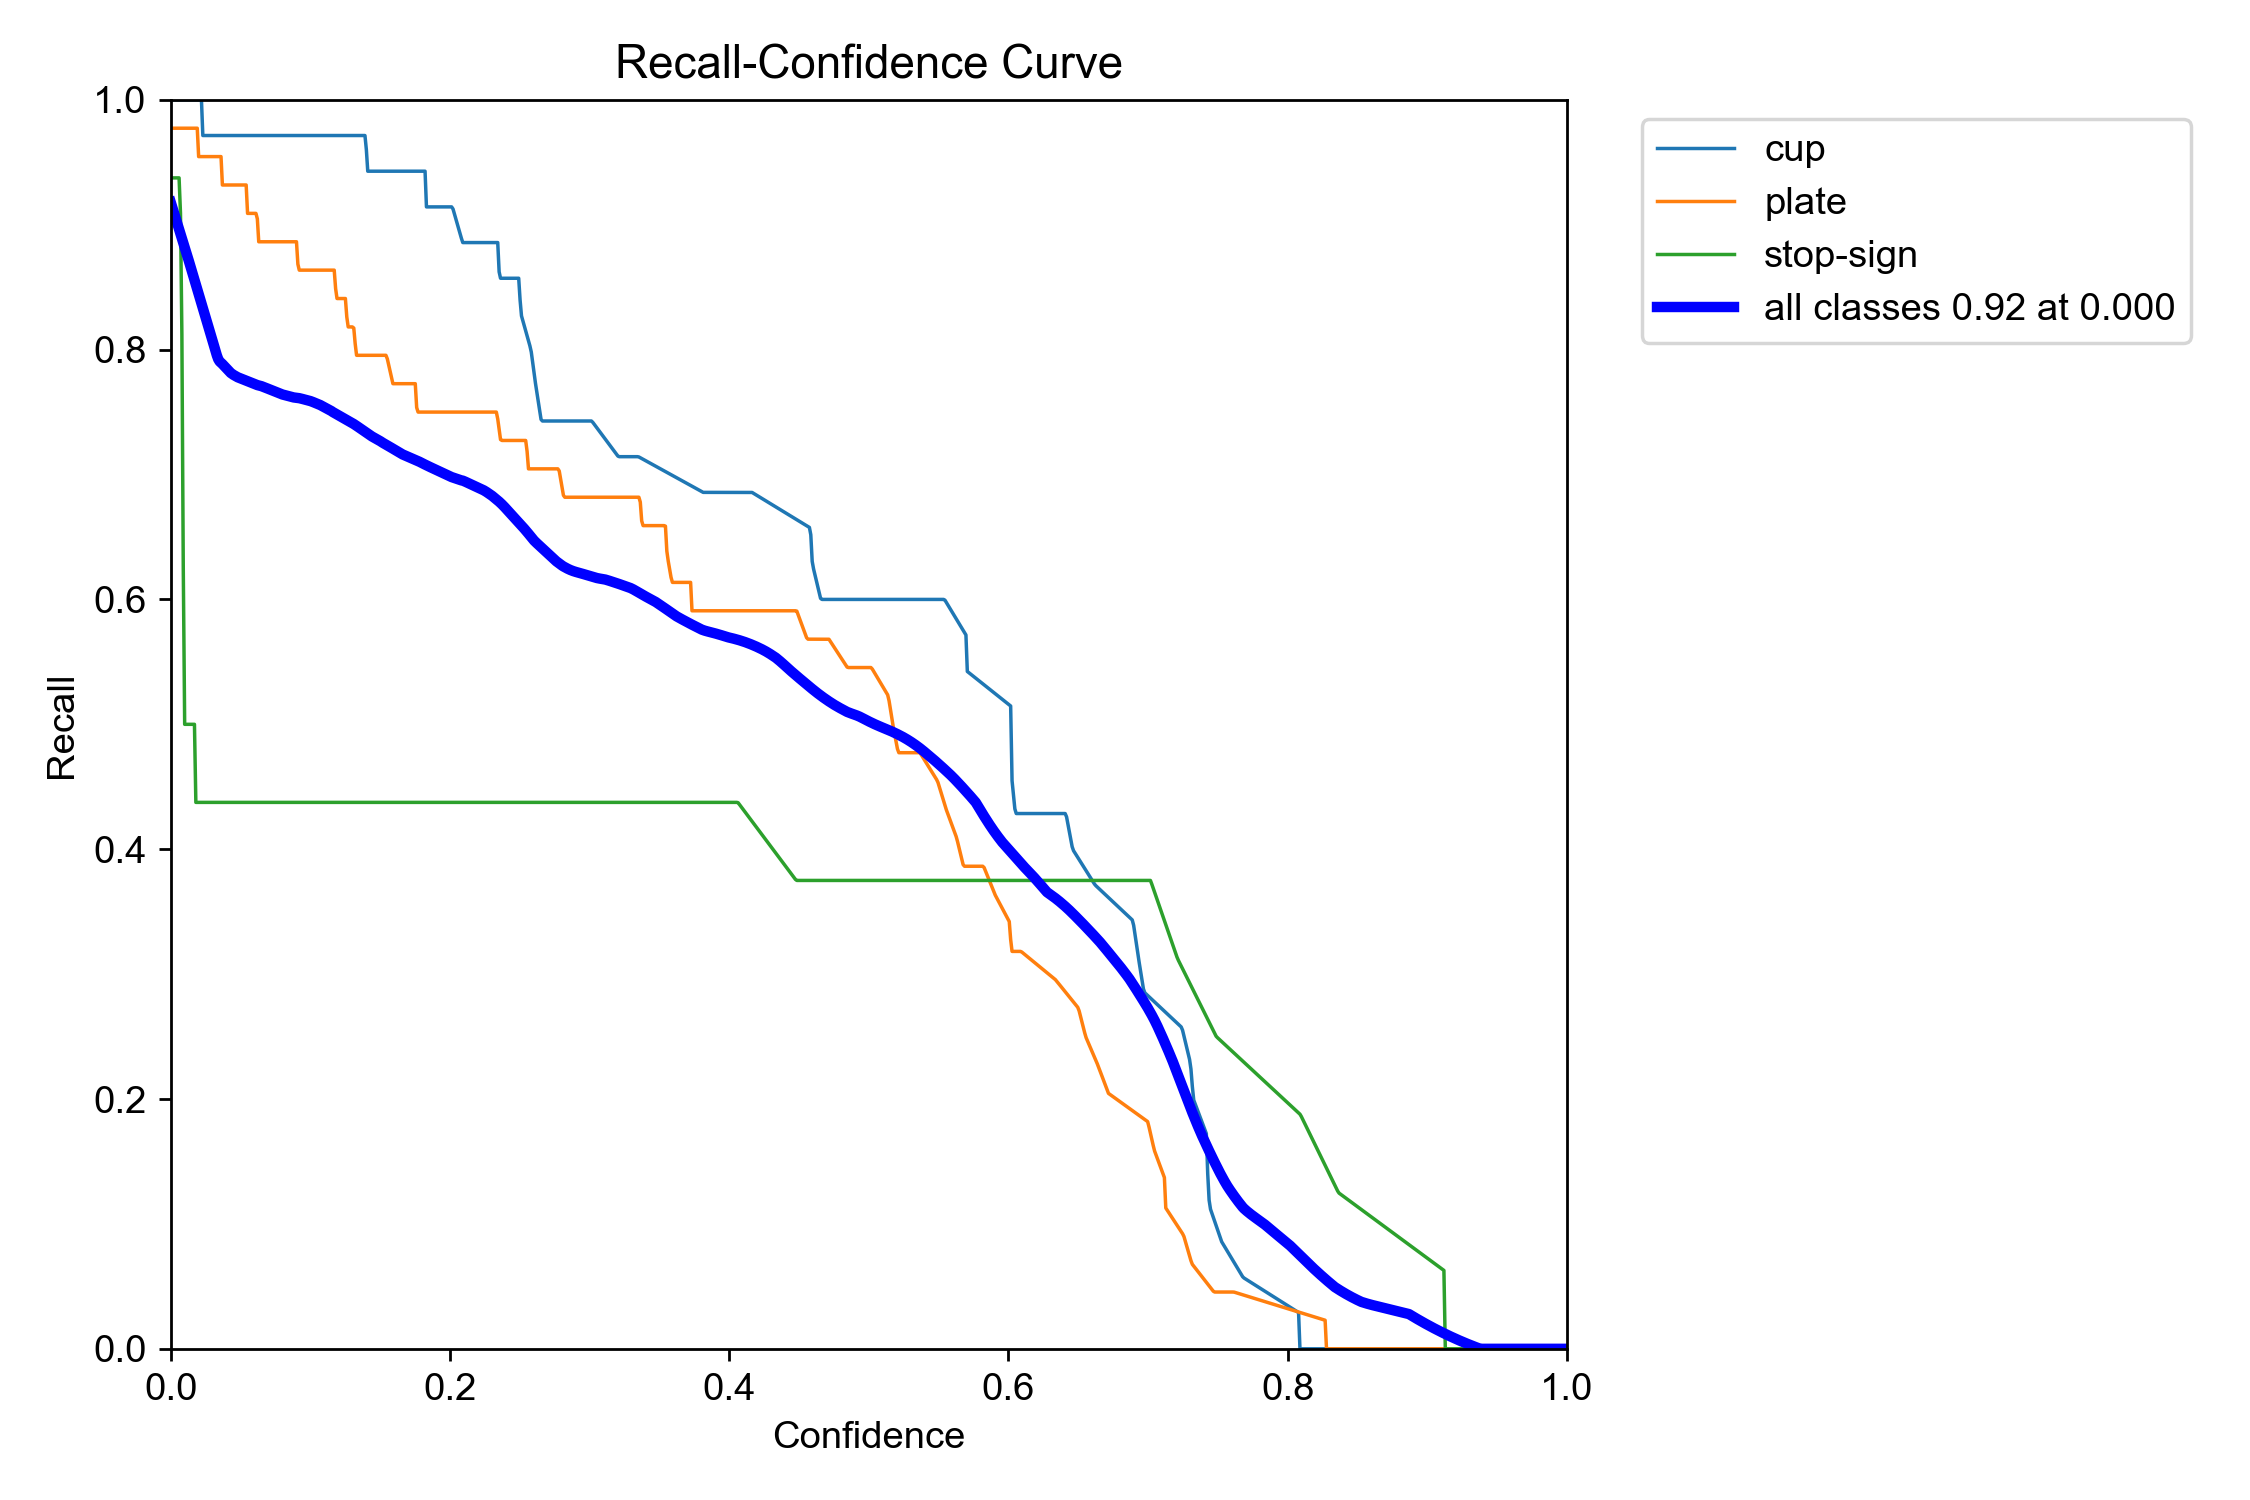 Recall-Confidence Curve
1.0
0.8
0.6
0.4
0.2
0.0
Recall
0.0 0.2 0.4 0.6 0.8 1.0
Confidence
cup
plate
stop-sign
all classes 0.92 at 0.000